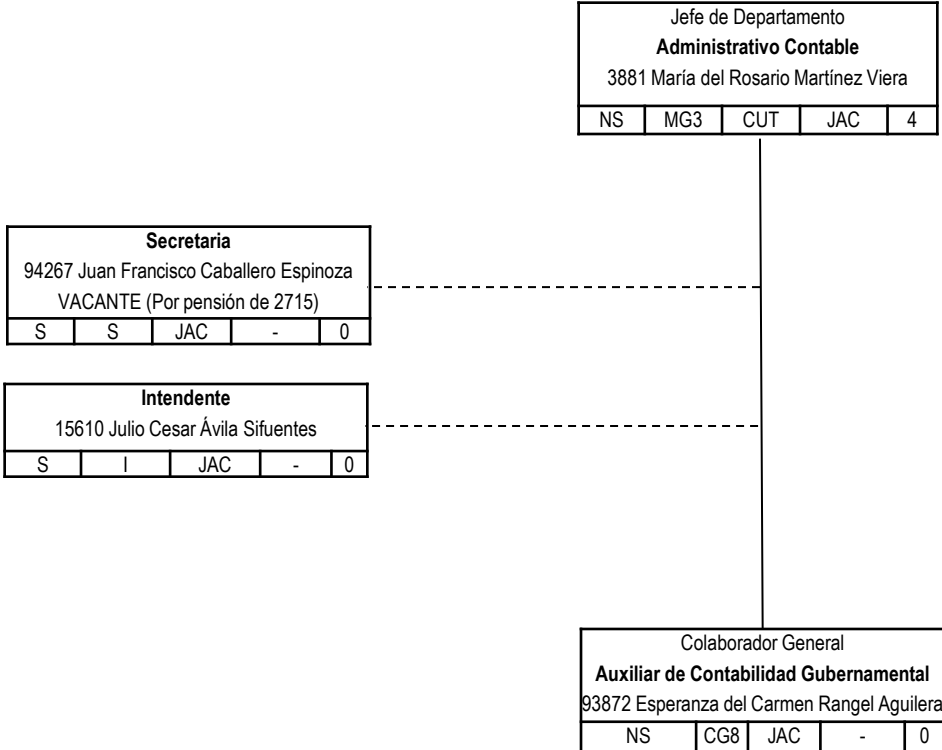 Jefe de Departamento
Administrativo Contable
3881 María del Rosario Martínez Viera
NS MG3 CUT JAC 4
Secretaria
94267 Juan Francisco Caballero Espinoza
VACANTE (Por pensión de 2715)
S S JAC - 0
Intendente
15610 Julio Cesar Ávila Sifuentes
S I JAC - 0
Colaborador General
Auxiliar de Contabilidad Gubernamental
93872 Esperanza del Carmen Rangel Aguilera
NS CG8 JAC - 0